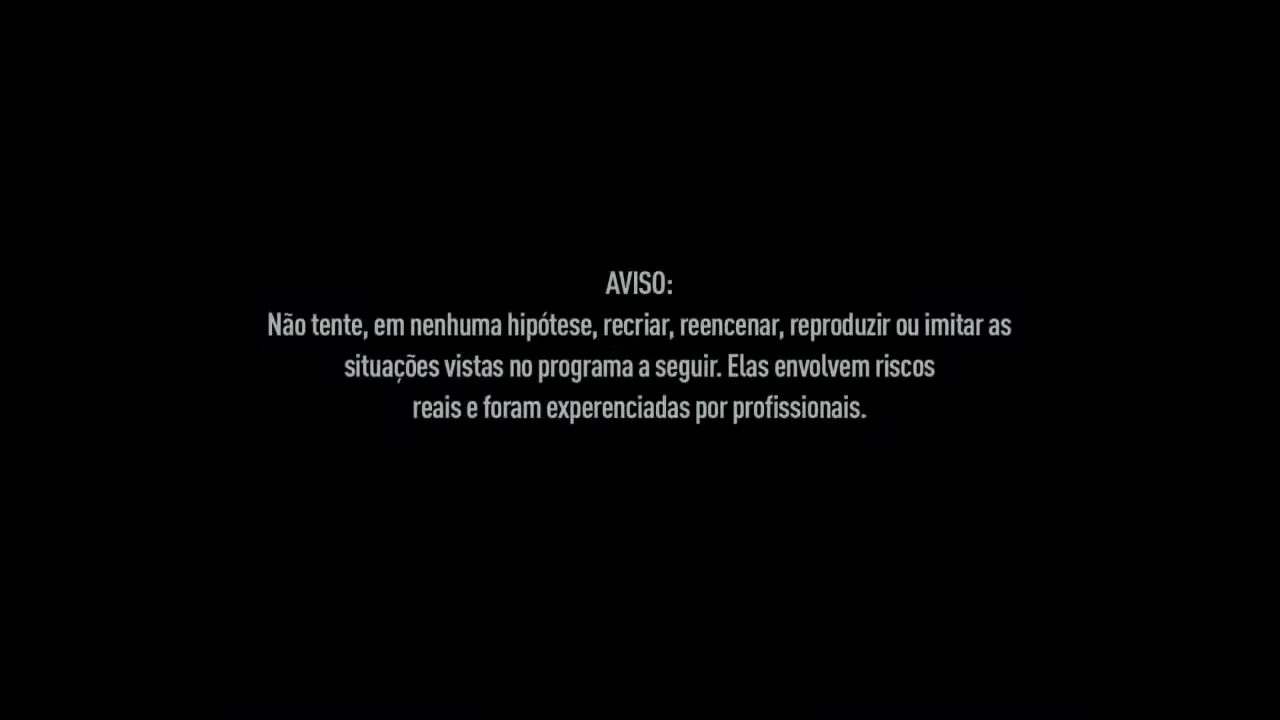 AVISO:
Não tente, em nenhuma hipótese, recriar, reencenar, reproduzir ou imitar as
situações vistas no programa a seguir. Elas envolvem riscos
reais e foram experenciadas por profissionais.